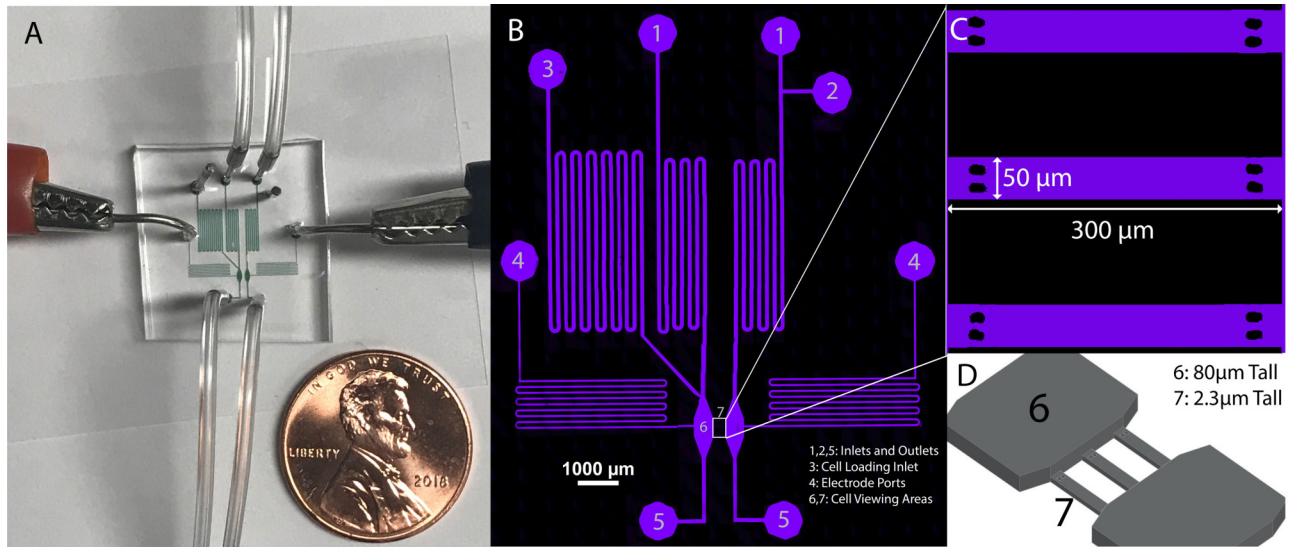 A
IN GOD WE TRUST
LIBERTY
2018
B
1
1
3
2
4
4
7
6
1000 µm
1,2,5: Inlets and Outlets
3: Cell Loading Inlet
4: Electrode Ports
6,7: Cell Viewing Areas
5
5
C
50 µm
300 µm
D
6: 80µm Tall
7: 2.3µm Tall
6
7